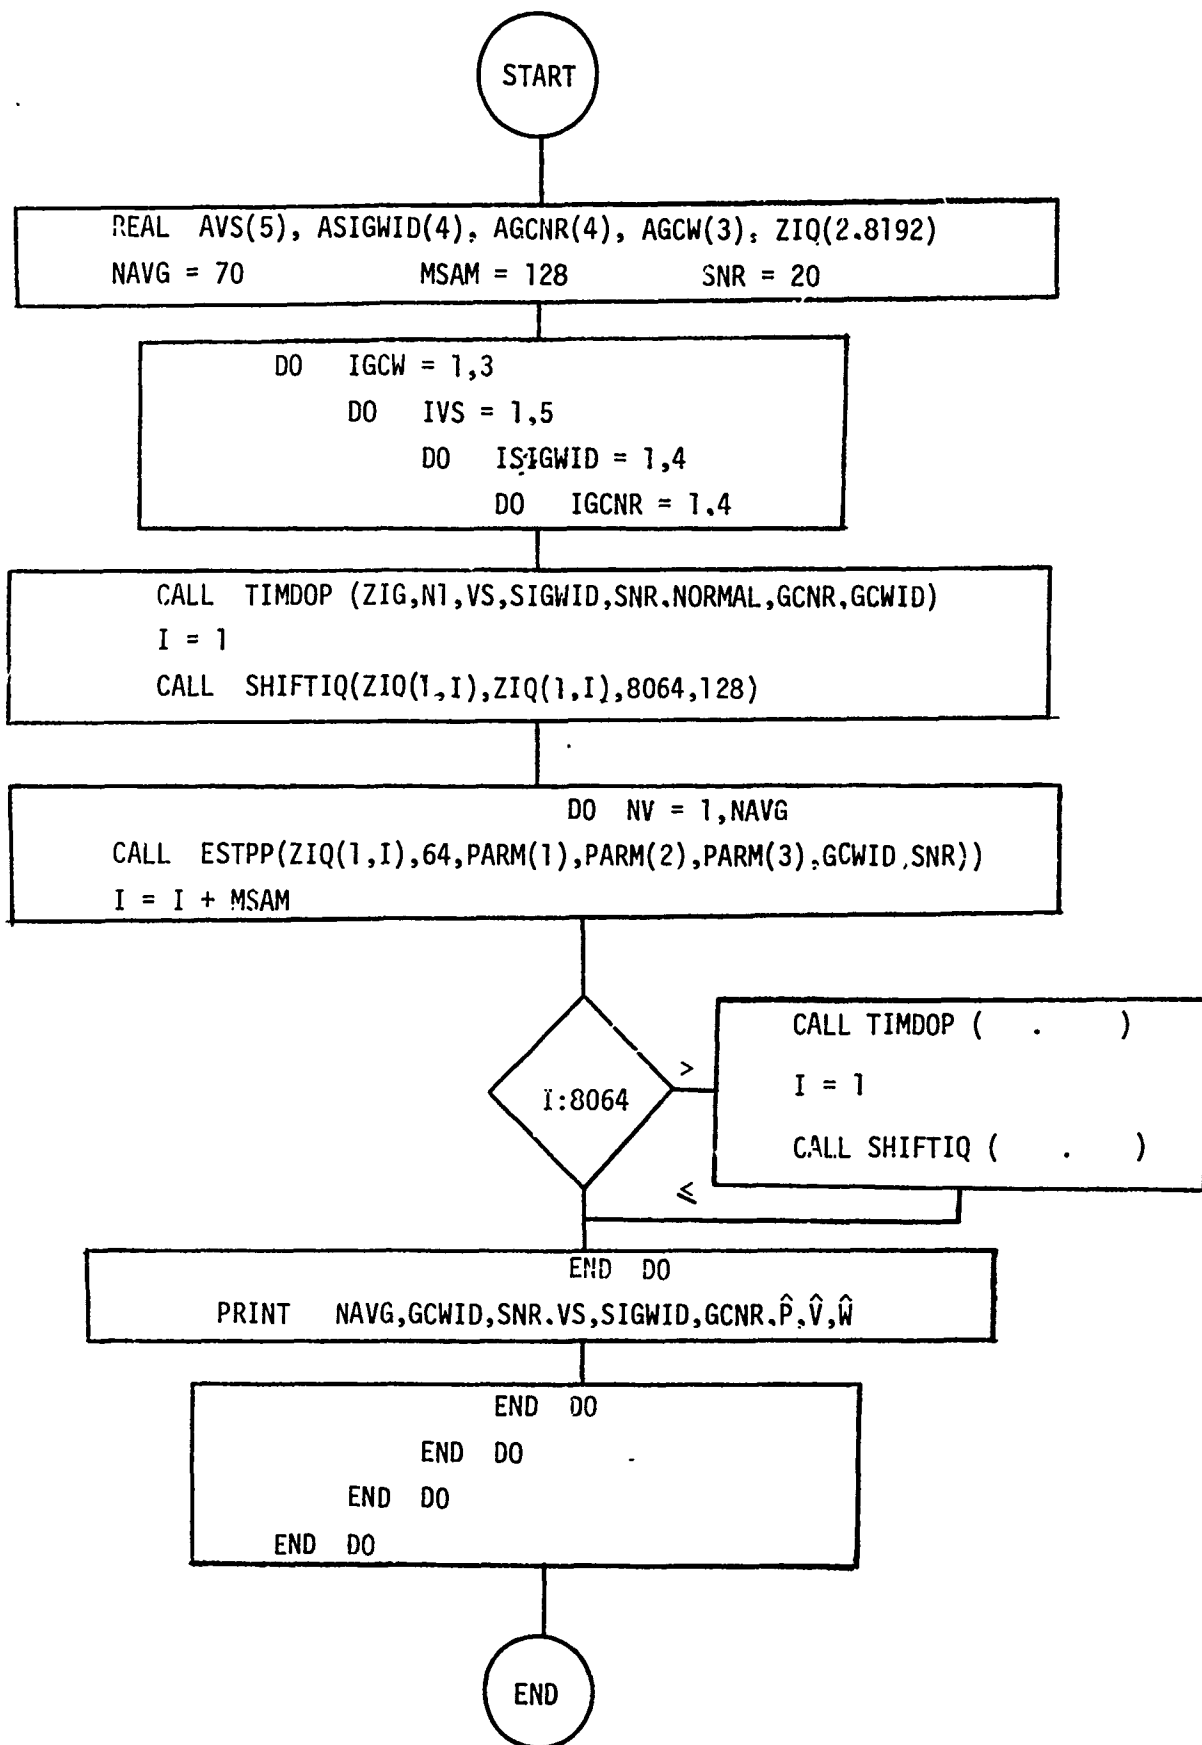 START
REAL AVS(5), ASIGWID(4), AGCNR(4), AGCW(3), ZIQ(2.8192)
NAVG = 70 MSAM = 128 SNR = 20
DO IGCW = 1,3
DO IVS = 1,5
DO ISIGWID = 1,4
DO IGCNR = 1.4
CALL TIMDOP (ZIG,N1,VS,SIGWID,SNR.NORMAL,GCNR,GCWID)
I = 1
CALL SHIFTIQ(ZIQ(1,I),ZIQ(1,I),8064,128)
DO NV = 1,NAVG
CALL ESTPP(ZIQ(1,I),64,PARM(1),PARM(2),PARM(3),GCWID,SNR))
I = I + MSAM
I:8064
>
CALL TIMDOP ( . )
I = 1
CALL SHIFTIQ ( . )
≤
END DO
PRINT NAVG,GCWID,SNR.VS,SIGWID,GCNR.P̂,V̂,Ŵ
END DO
END DO
END DO
END DO
END